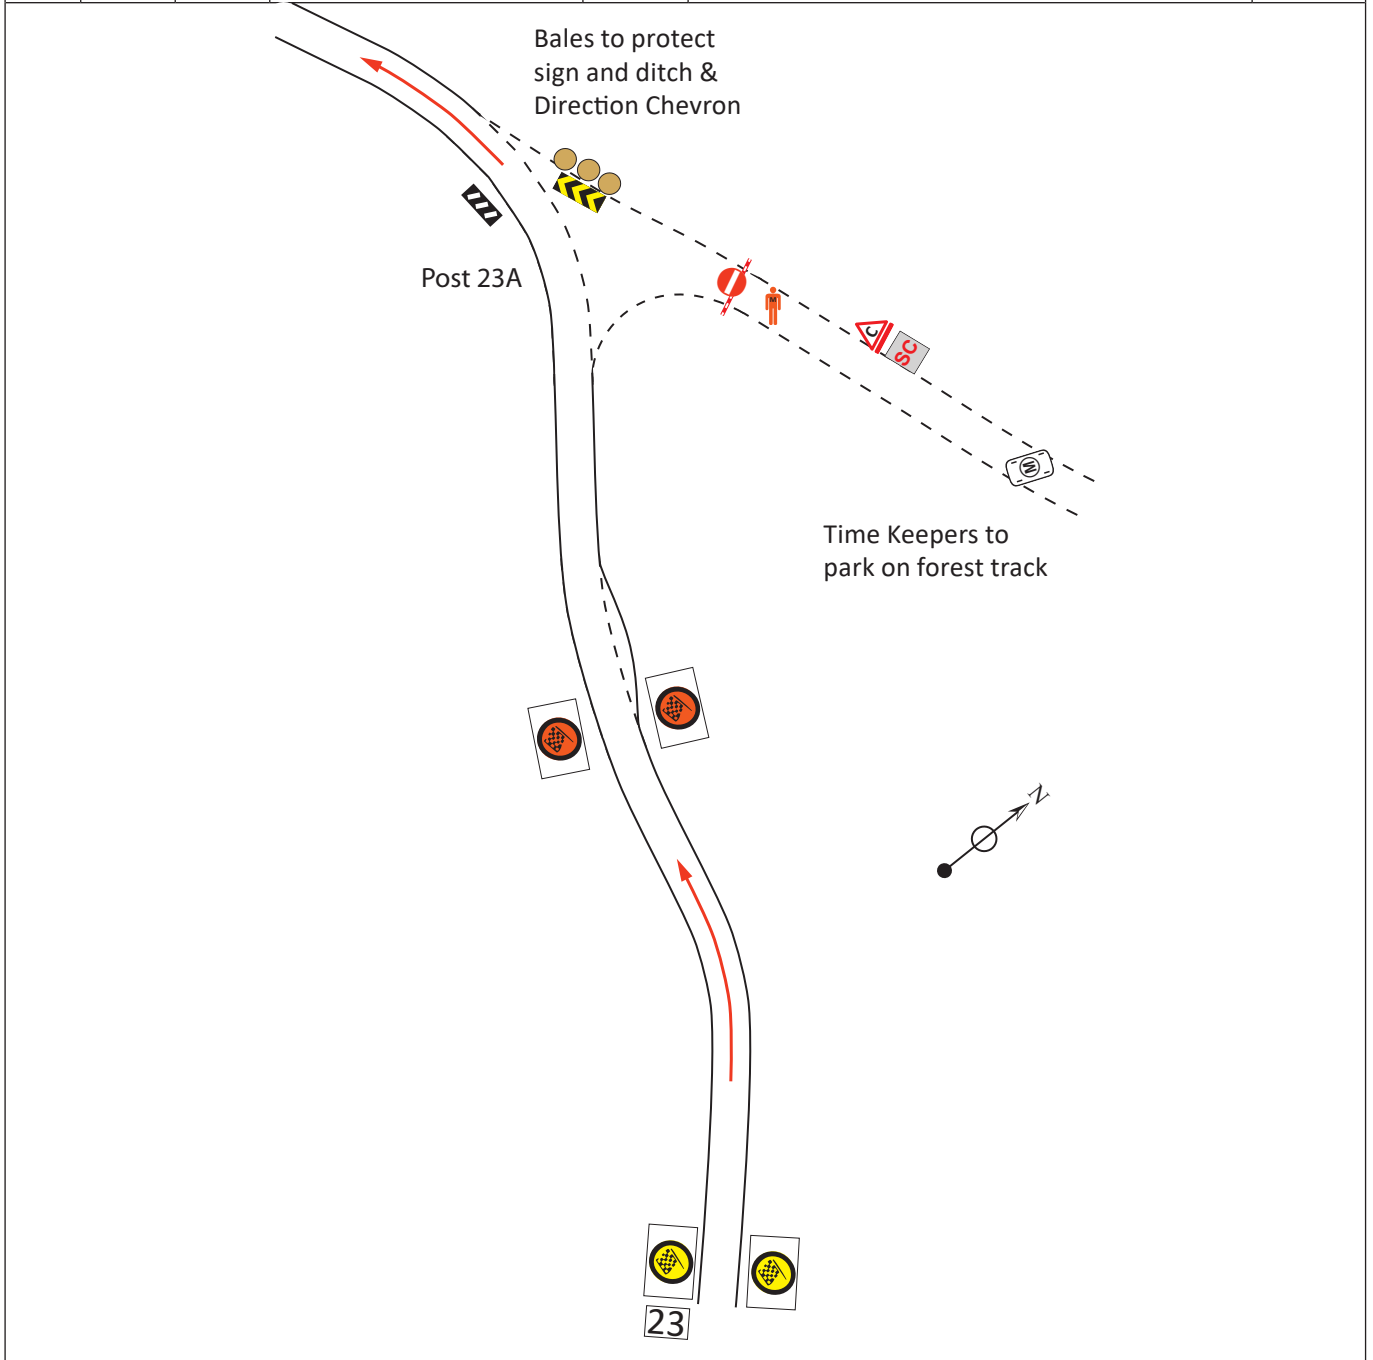 Bales to protect
sign and ditch &
Direction Chevron
Post 23A
M
C
SC
M
Time Keepers to
park on forest track
N
23